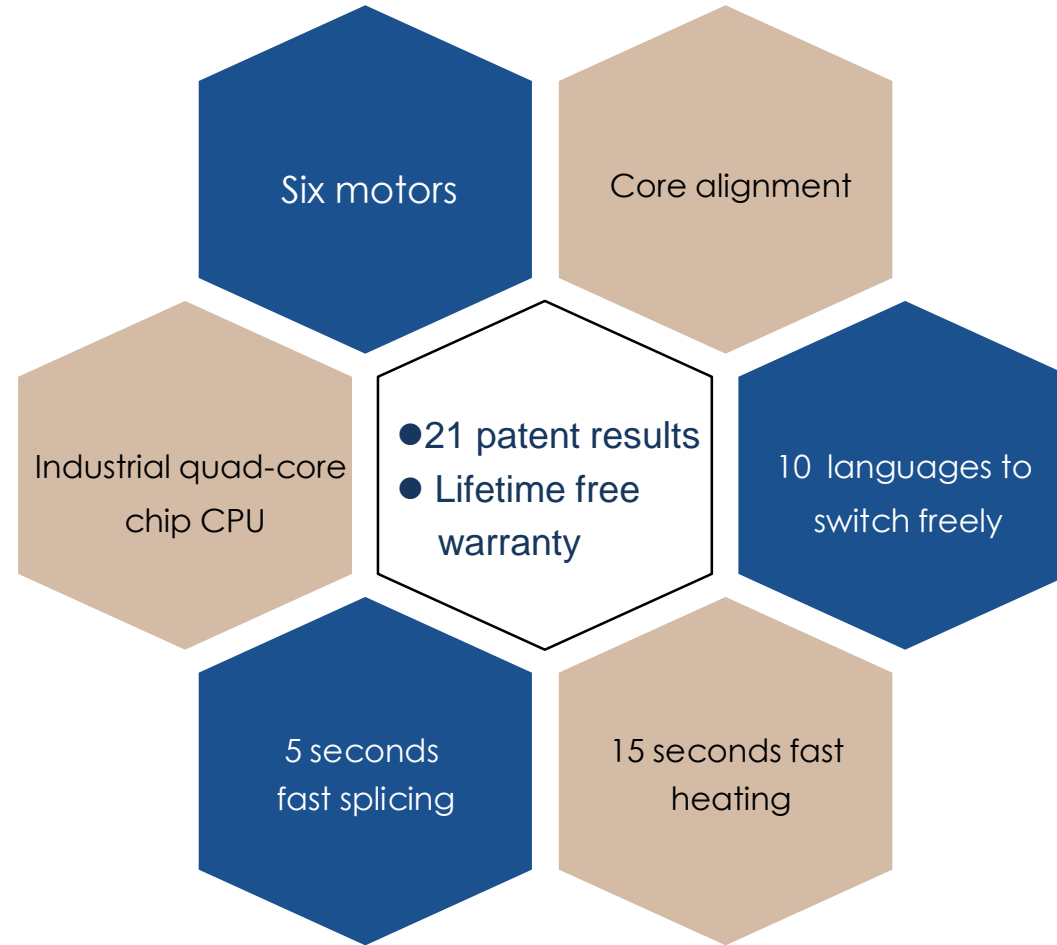 Six motors
Core alignment
Industrial quad-core
chip CPU
●21 patent results
● Lifetime free
warranty
10 languages to
switch freely
5 seconds
fast splicing
15 seconds fast
heating